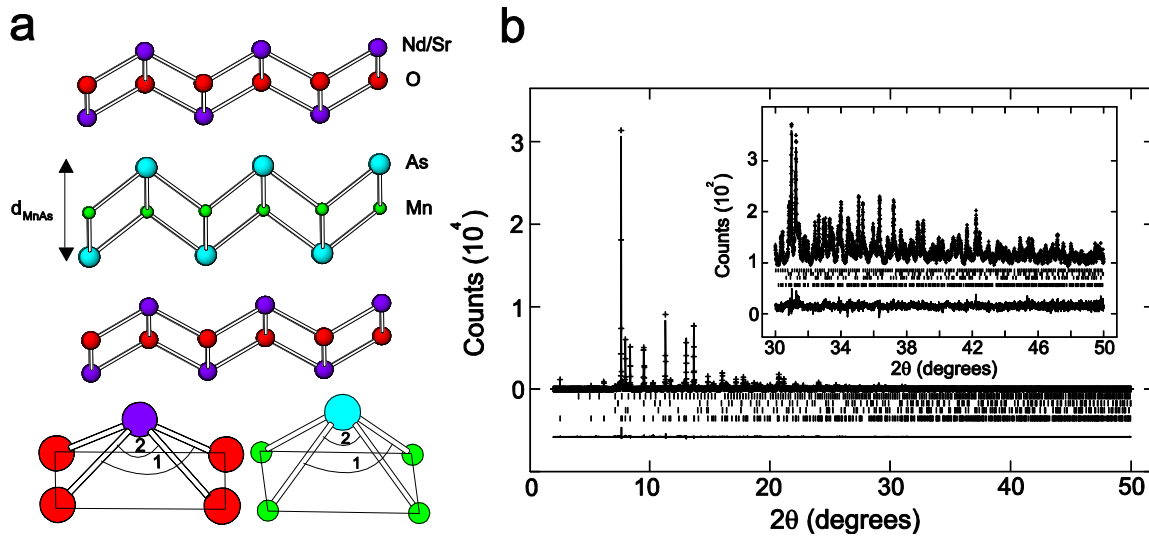 a
Nd/Sr
O
As
Mn
d_MnAs
2
1
2
1
b
Counts (10^4)
3
2
1
0
0
10
20
30
40
50
2θ (degrees)
Counts (10^2)
3
2
1
0
30
34
38
42
46
50
2θ (degrees)